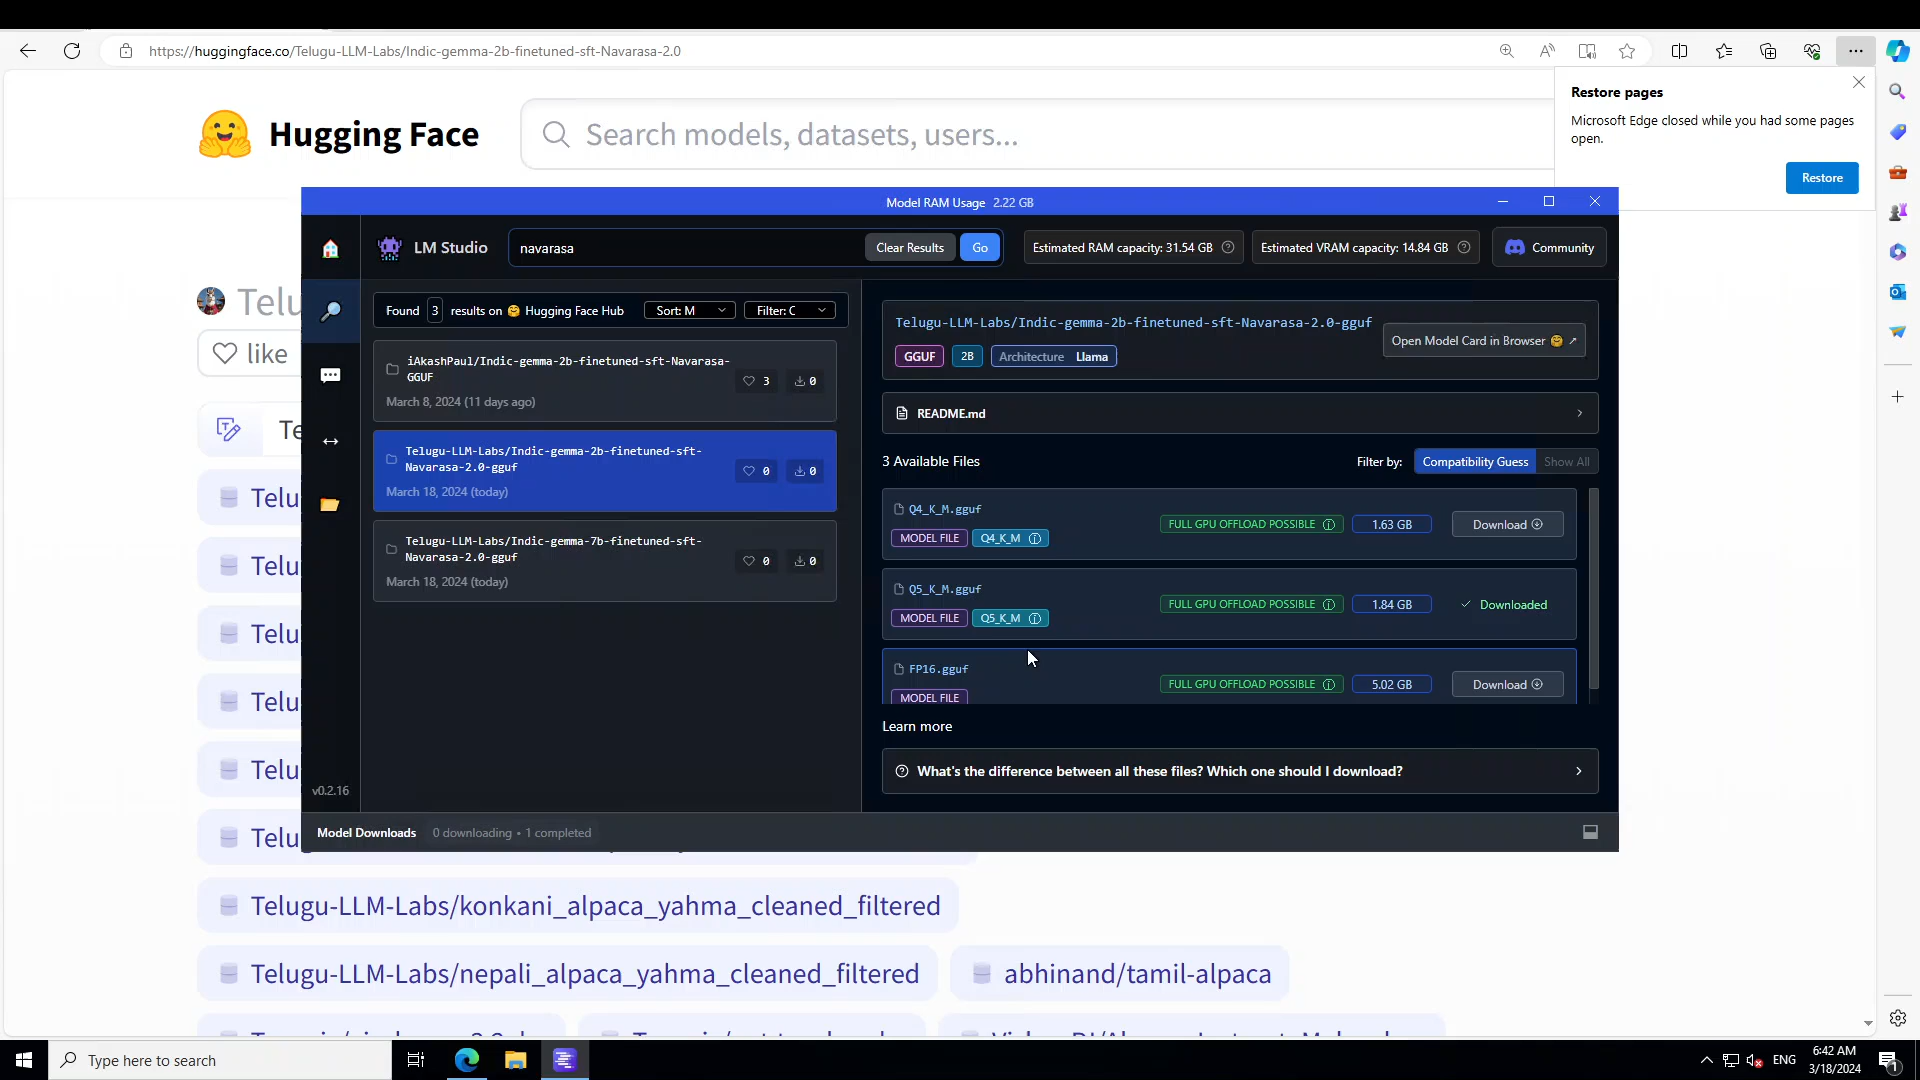 https://huggingface.co/Telugu-LLM-Labs/Indic-gemma-2b-finetuned-sft-Navarasa-2.0
Restore pages
Microsoft Edge closed while you had some pages
open.
Restore
Hugging Face
Search models, datasets, users...
Model RAM Usage 2.22 GB
LM Studio
navarasa
Clear Results
Go
Estimated RAM capacity: 31.54 GB
Estimated VRAM capacity: 14.84 GB
Community
Found 3 results on 🤗 Hugging Face Hub
Sort: M
Filter: C
iAkashPaul/Indic-gemma-2b-finetuned-sft-Navarasa-
GGUF
3
0
March 8, 2024 (11 days ago)
Telugu-LLM-Labs/Indic-gemma-2b-finetuned-sft-
Navarasa-2.0-gguf
0
0
March 18, 2024 (today)
Telugu-LLM-Labs/Indic-gemma-7b-finetuned-sft-
Navarasa-2.0-gguf
0
0
March 18, 2024 (today)
v0.2.16
Telugu-LLM-Labs/Indic-gemma-2b-finetuned-sft-Navarasa-2.0-gguf
Open Model Card in Browser 🤗 ↗
GGUF
2B
Architecture Llama
README.md
3 Available Files
Filter by:
Compatibility Guess
Show All
Q4_K_M.gguf
MODEL FILE
Q4_K_M
FULL GPU OFFLOAD POSSIBLE
1.63 GB
Download
Q5_K_M.gguf
MODEL FILE
Q5_K_M
FULL GPU OFFLOAD POSSIBLE
1.84 GB
Downloaded
FP16.gguf
MODEL FILE
FULL GPU OFFLOAD POSSIBLE
5.02 GB
Download
Learn more
What's the difference between all these files? Which one should I download?
Model Downloads 0 downloading • 1 completed
Telu
like
Te
Telu
Telu
Telu
Telu
Telu
Telu
Telugu-LLM-Labs/konkani_alpaca_yahma_cleaned_filtered
Telugu-LLM-Labs/nepali_alpaca_yahma_cleaned_filtered
abhinand/tamil-alpaca
Type here to search
ENG
6:42 AM
3/18/2024
1